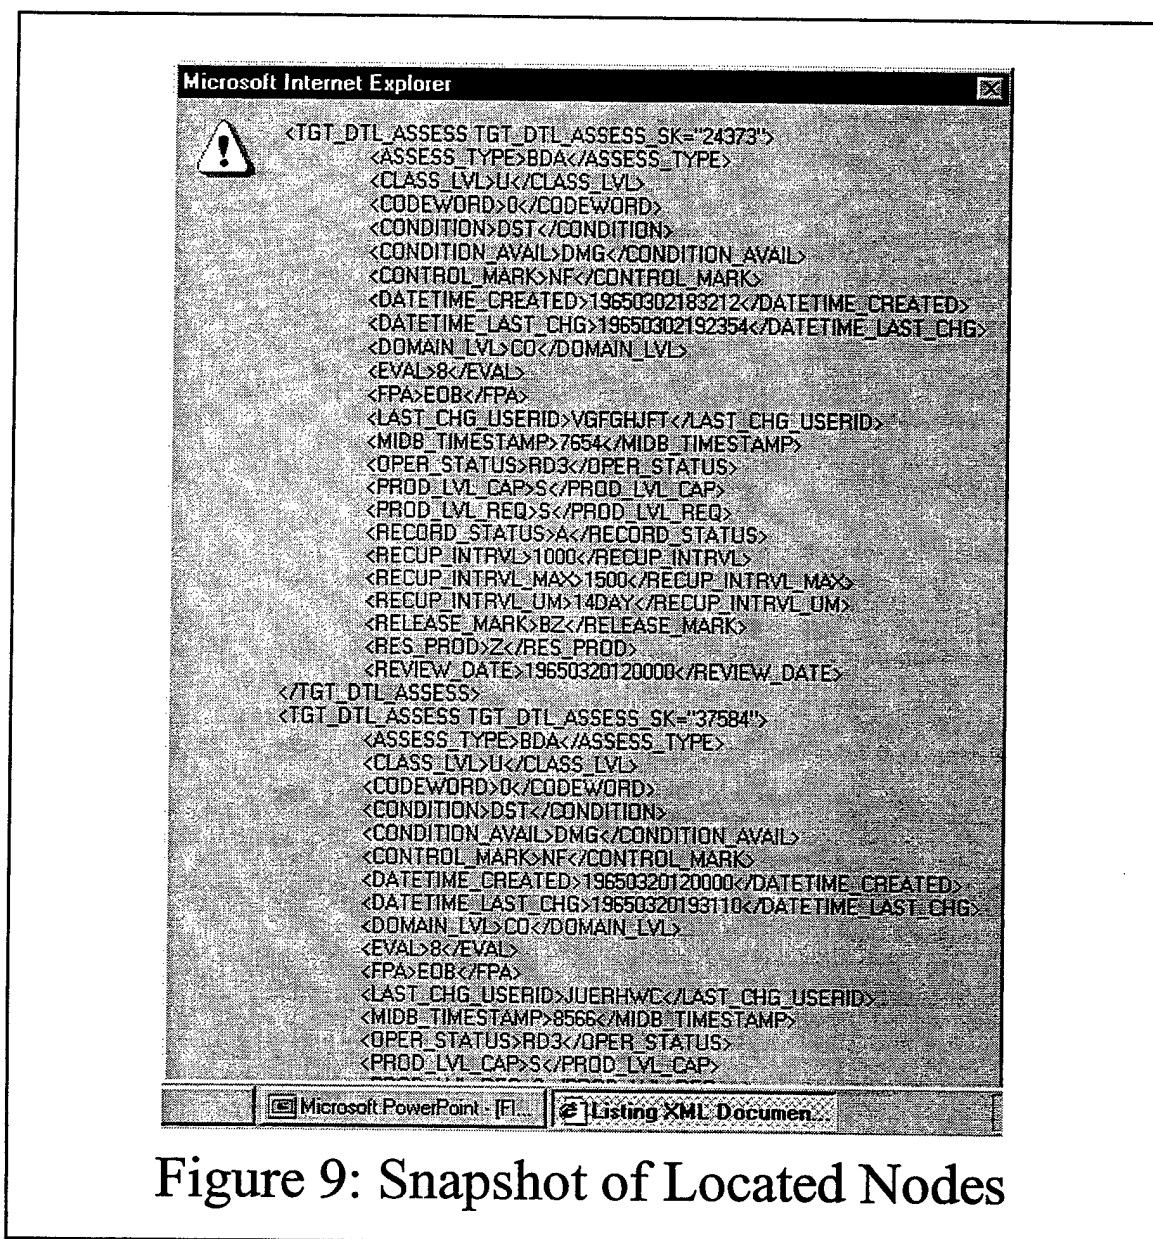 Microsoft Internet Explorer
<TGT_DTL_ASSESS TGT_DTL_ASSESS_SK="24373">
<ASSESS_TYPE>BDA</ASSESS_TYPE>
<CLASS_LVL>U</CLASS_LVL>
<CODEWORD>0</CODEWORD>
<CONDITION>DST</CONDITION>
<CONDITION_AVAIL>DMG</CONDITION_AVAIL>
<CONTROL_MARK>NF</CONTROL_MARK>
<DATETIME_CREATED>19650302183212</DATETIME_CREATED>
<DATETIME_LAST_CHG>19650302192354</DATETIME_LAST_CHG>
<DOMAIN_LVL>CO</DOMAIN_LVL>
<EVAL>8</EVAL>
<FPA>EOB</FPA>
<LAST_CHG_USERID>VGFGHJFT</LAST_CHG_USERID>
<MIDB_TIMESTAMP>7654</MIDB_TIMESTAMP>
<OPER_STATUS>RD3</OPER_STATUS>
<PROD_LVL_CAP>S</PROD_LVL_CAP>
<PROD_LVL_REQ>S</PROD_LVL_REQ>
<RECORD_STATUS>A</RECORD_STATUS>
<RECUP_INTRVL>1000</RECUP_INTRVL>
<RECUP_INTRVL_MAX>1500</RECUP_INTRVL_MAX>
<RECUP_INTRVL_UM>14DAY</RECUP_INTRVL_UM>
<RELEASE_MARK>BZ</RELEASE_MARK>
<RES_PROD>Z</RES_PROD>
<REVIEW_DATE>19650320120000</REVIEW_DATE>
</TGT_DTL_ASSESS>
<TGT_DTL_ASSESS TGT_DTL_ASSESS_SK="37584">
<ASSESS_TYPE>BDA</ASSESS_TYPE>
<CLASS_LVL>U</CLASS_LVL>
<CODEWORD>0</CODEWORD>
<CONDITION>DST</CONDITION>
<CONDITION_AVAIL>DMG</CONDITION_AVAIL>
<CONTROL_MARK>NF</CONTROL_MARK>
<DATETIME_CREATED>19650320120000</DATETIME_CREATED>
<DATETIME_LAST_CHG>19650320193110</DATETIME_LAST_CHG>
<DOMAIN_LVL>CO</DOMAIN_LVL>
<EVAL>8</EVAL>
<FPA>EOB</FPA>
<LAST_CHG_USERID>JUERHWC</LAST_CHG_USERID>
<MIDB_TIMESTAMP>8566</MIDB_TIMESTAMP>
<OPER_STATUS>RD3</OPER_STATUS>
<PROD_LVL_CAP>S</PROD_LVL_CAP>
Microsoft PowerPoint - [Fl...
Listing XML Documen...
Figure 9: Snapshot of Located Nodes